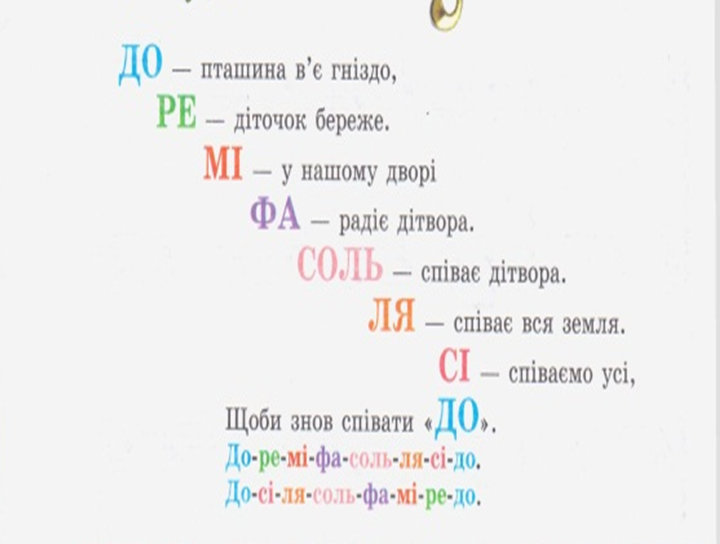 ДО – пташина в’є гніздо,
РЕ – діточок береже.
МІ – у нашому дворі
ФА – радіє дітвора.
СОЛЬ – співає дітвора.
ЛЯ – співає вся земля.
СІ – співаємо усі,
Щоби знов співати «ДО».
До-ре-мі-фа-соль-ля-сі-до.
До-сі-ля-соль-фа-мі-ре-до.